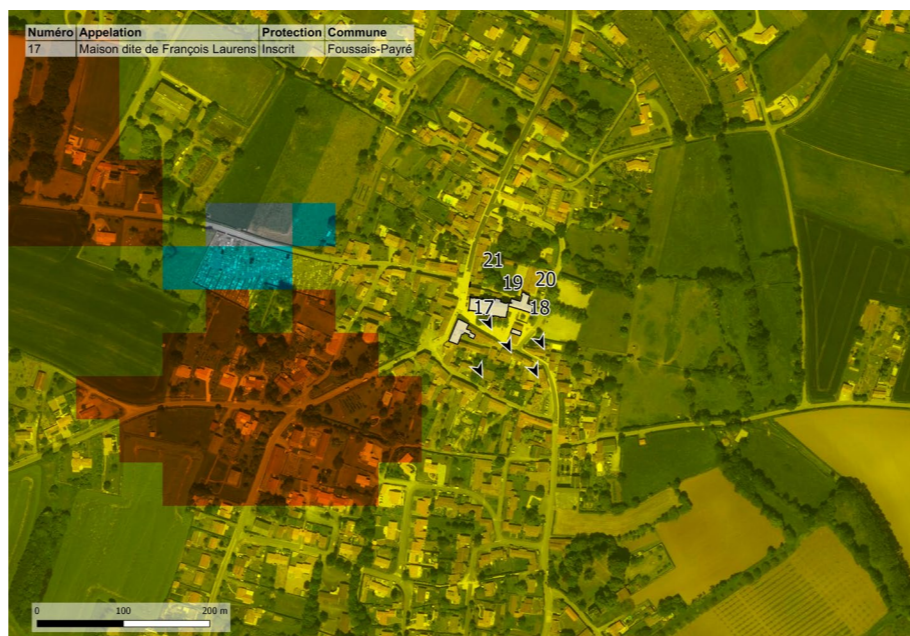 Numéro Appelation Protection Commune
17 Maison dite de François Laurens Inscrit Foussais-Payré
21
19 20
17 18
0 100 200 m